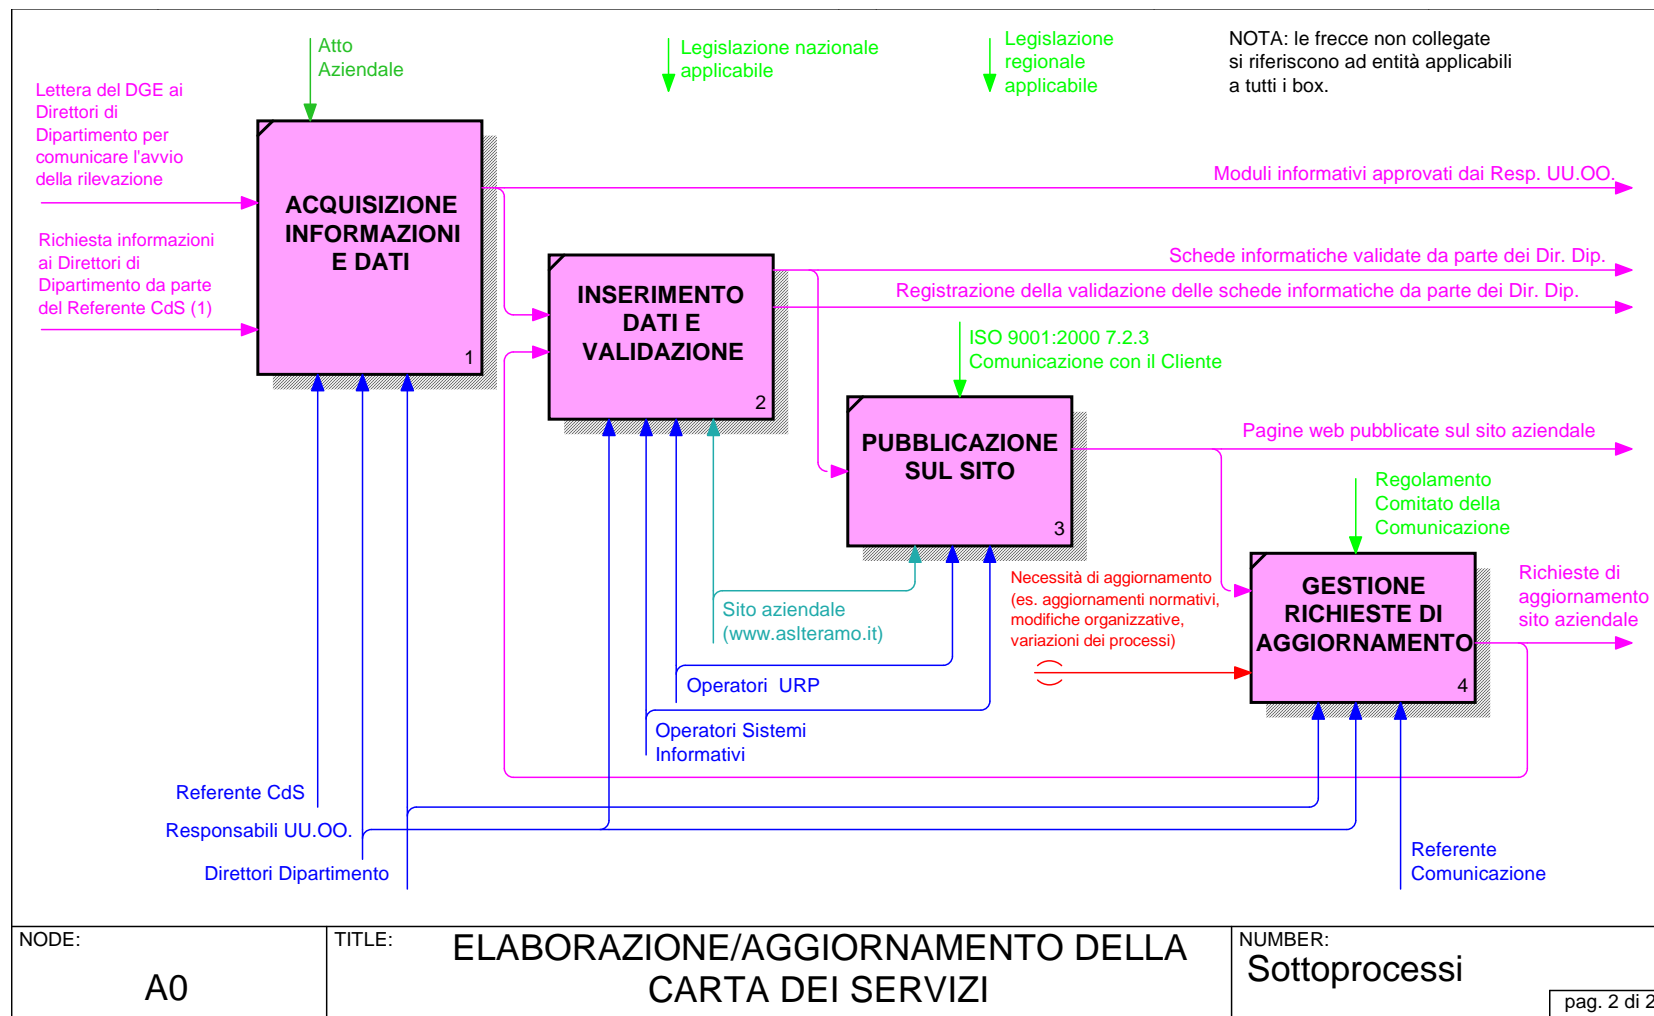 Atto
Aziendale
Legislazione nazionale
applicabile
Legislazione
regionale
applicabile
NOTA: le frecce non collegate
si riferiscono ad entità applicabili
a tutti i box.
Lettera del DGE ai
Direttori di
Dipartimento per
comunicare l'avvio
della rilevazione
Richiesta informazioni
ai Direttori di
Dipartimento da parte
del Referente CdS (1)
ACQUISIZIONE
INFORMAZIONI
E DATI
1
Moduli informativi approvati dai Resp. UU.OO.
Schede informatiche validate da parte dei Dir. Dip.
Registrazione della validazione delle schede informatiche da parte dei Dir. Dip.
INSERIMENTO
DATI E
VALIDAZIONE
2
ISO 9001:2000 7.2.3
Comunicazione con il Cliente
PUBBLICAZIONE
SUL SITO
3
Pagine web pubblicate sul sito aziendale
Regolamento
Comitato della
Comunicazione
Necessità di aggiornamento
(es. aggiornamenti normativi,
modifiche organizzative,
variazioni dei processi)
GESTIONE
RICHIESTE DI
AGGIORNAMENTO
4
Richieste di
aggiornamento
sito aziendale
Sito aziendale
(www.aslteramo.it)
Operatori URP
Operatori Sistemi
Informativi
Referente CdS
Responsabili UU.OO.
Direttori Dipartimento
Referente
Comunicazione
NODE:
A0
TITLE:
ELABORAZIONE/AGGIORNAMENTO DELLA
CARTA DEI SERVIZI
NUMBER:
Sottoprocessi
pag. 2 di 2